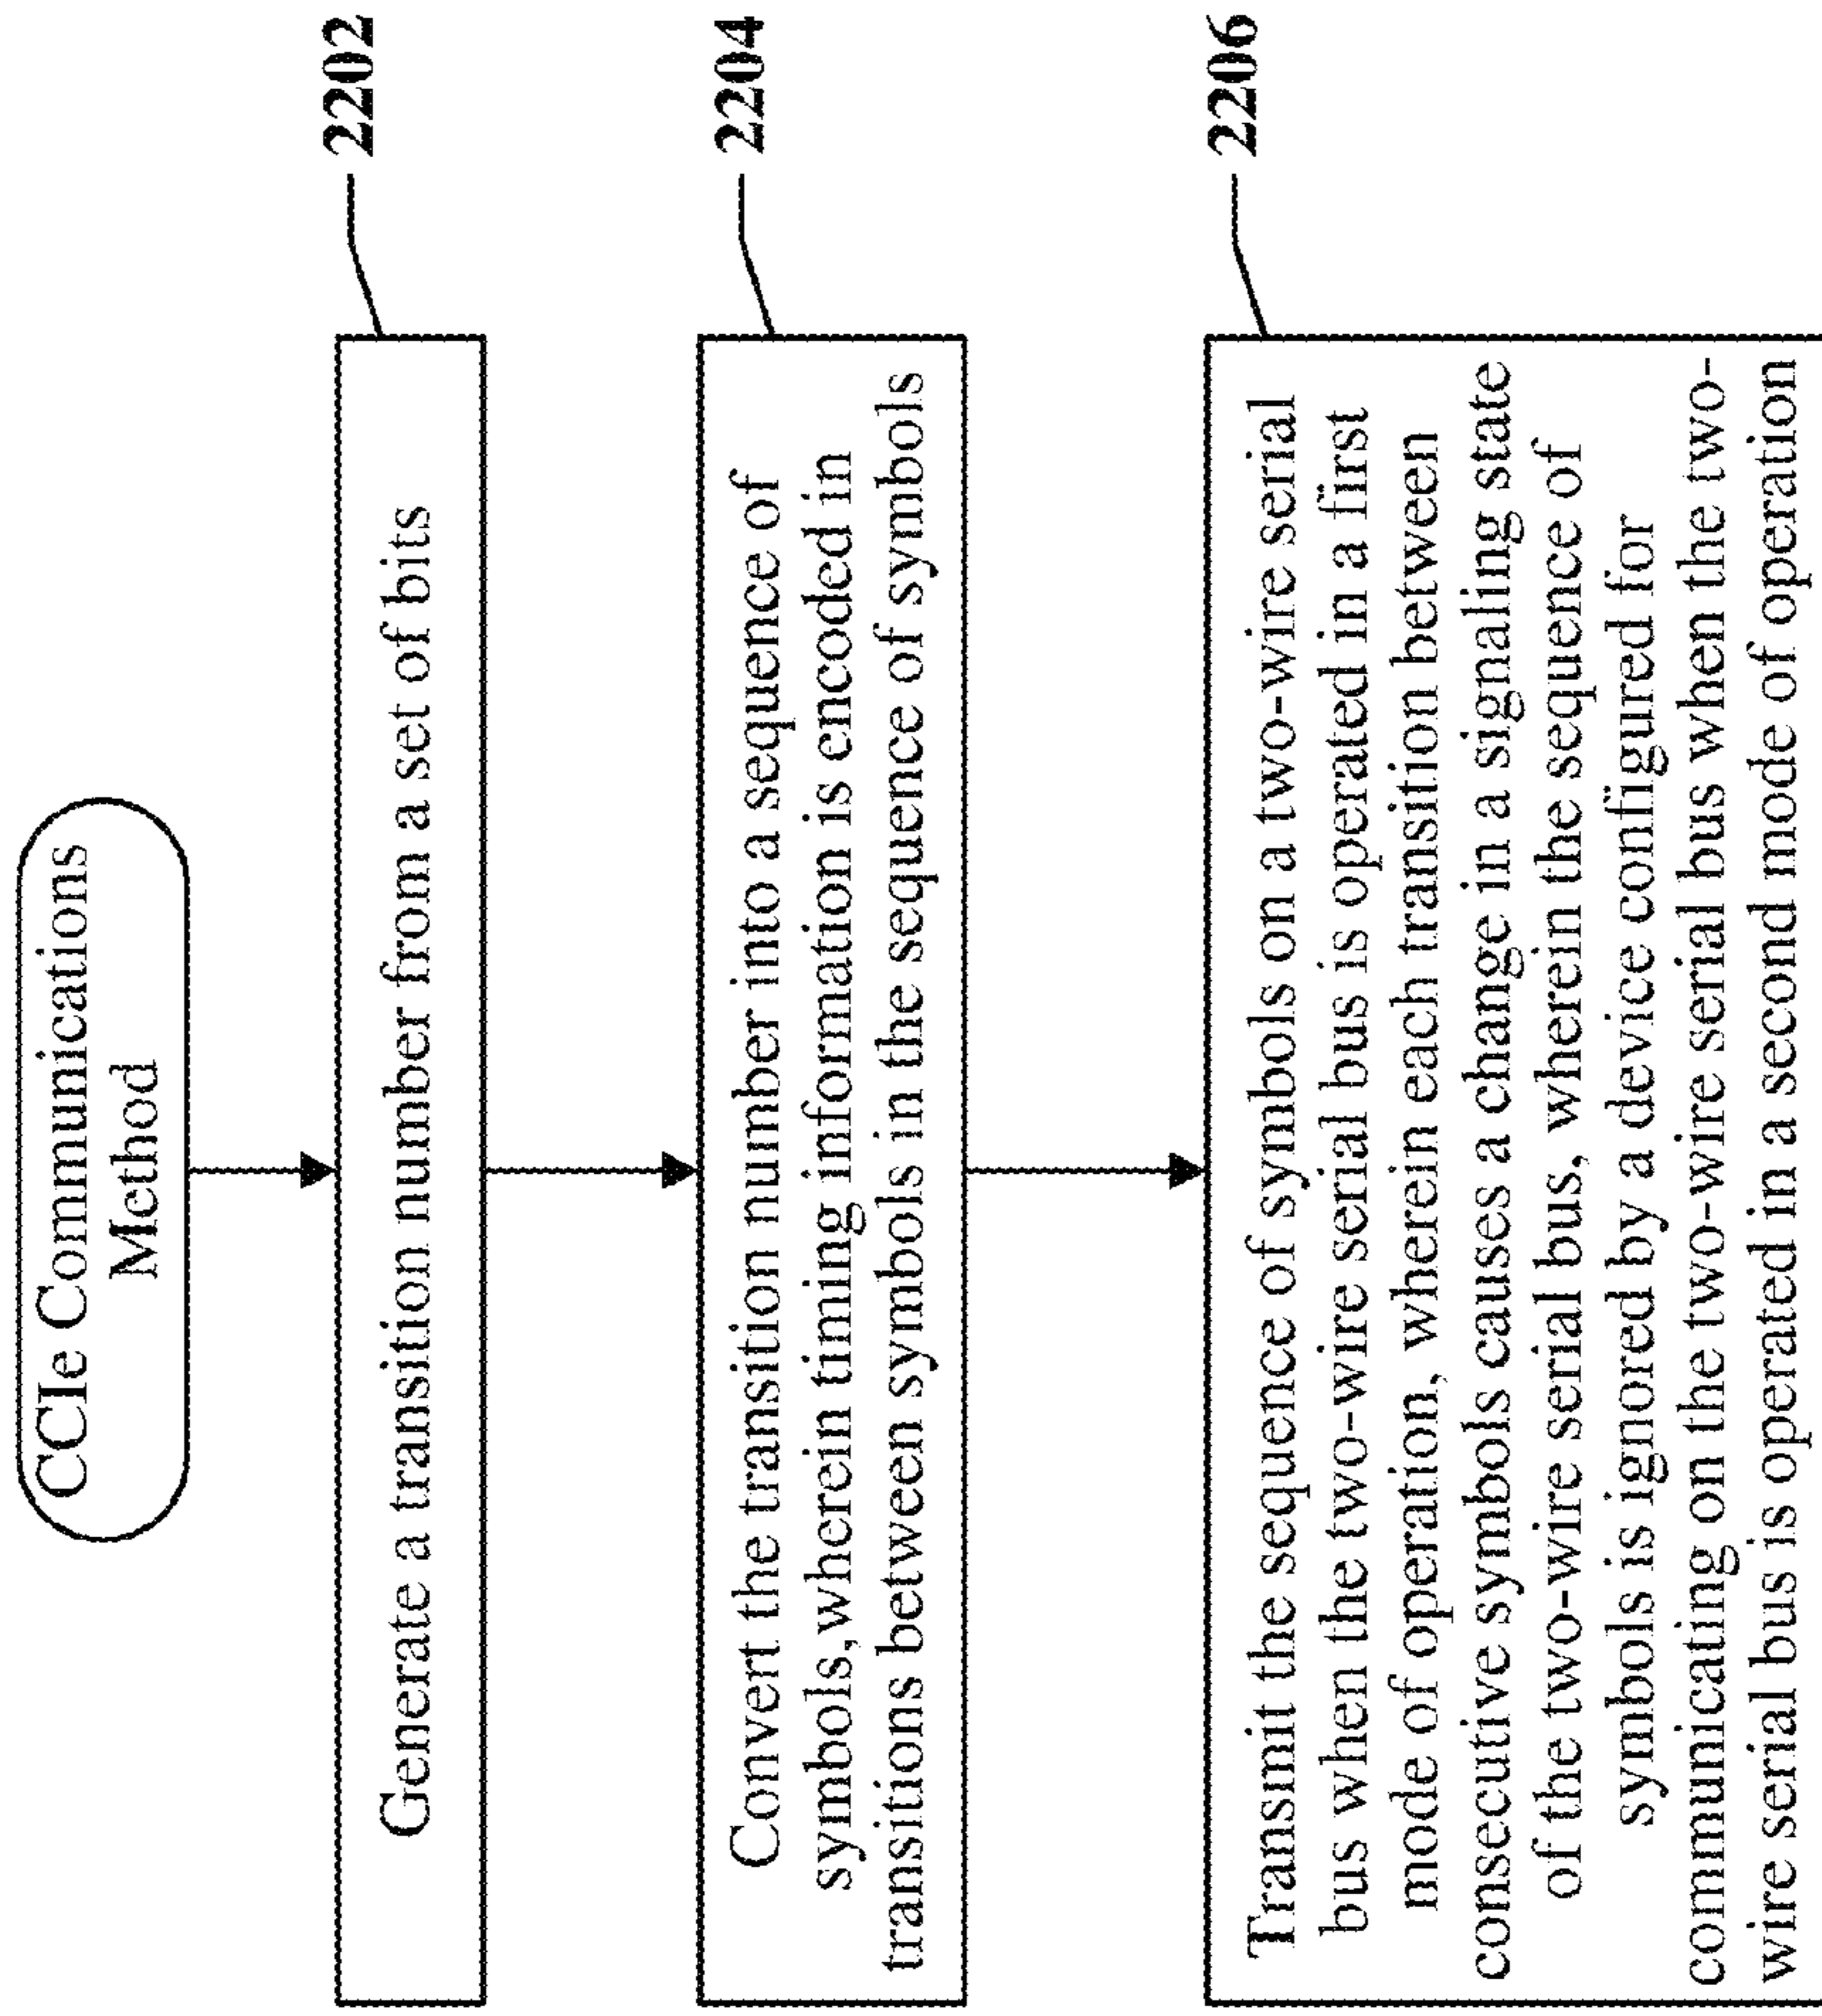 CCIe Communications
Method
2202
Generate a transition number from a set of bits
2204
Convert the transition number into a sequence of
symbols,wherein timing information is encoded in
transitions between symbols in the sequence of symbols
2206
Transmit the sequence of symbols on a two-wire serial
bus when the two-wire serial bus is operated in a first
mode of operation, wherein each transition between
consecutive symbols causes a change in a signaling state
of the two-wire serial bus, wherein the sequence of
symbols is ignored by a device configured for
communicating on the two-wire serial bus when the two-
wire serial bus is operated in a second mode of operation